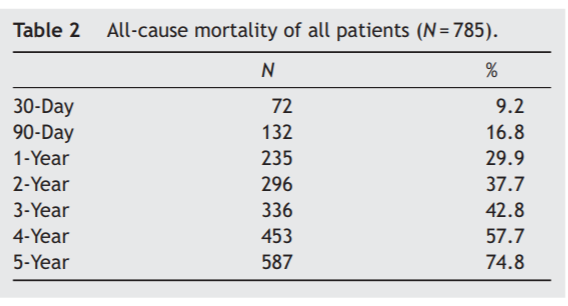 Table 2 All-cause mortality of all patients (N = 785).
N %
30-Day 72 9.2
90-Day 132 16.8
1-Year 235 29.9
2-Year 296 37.7
3-Year 336 42.8
4-Year 453 57.7
5-Year 587 74.8